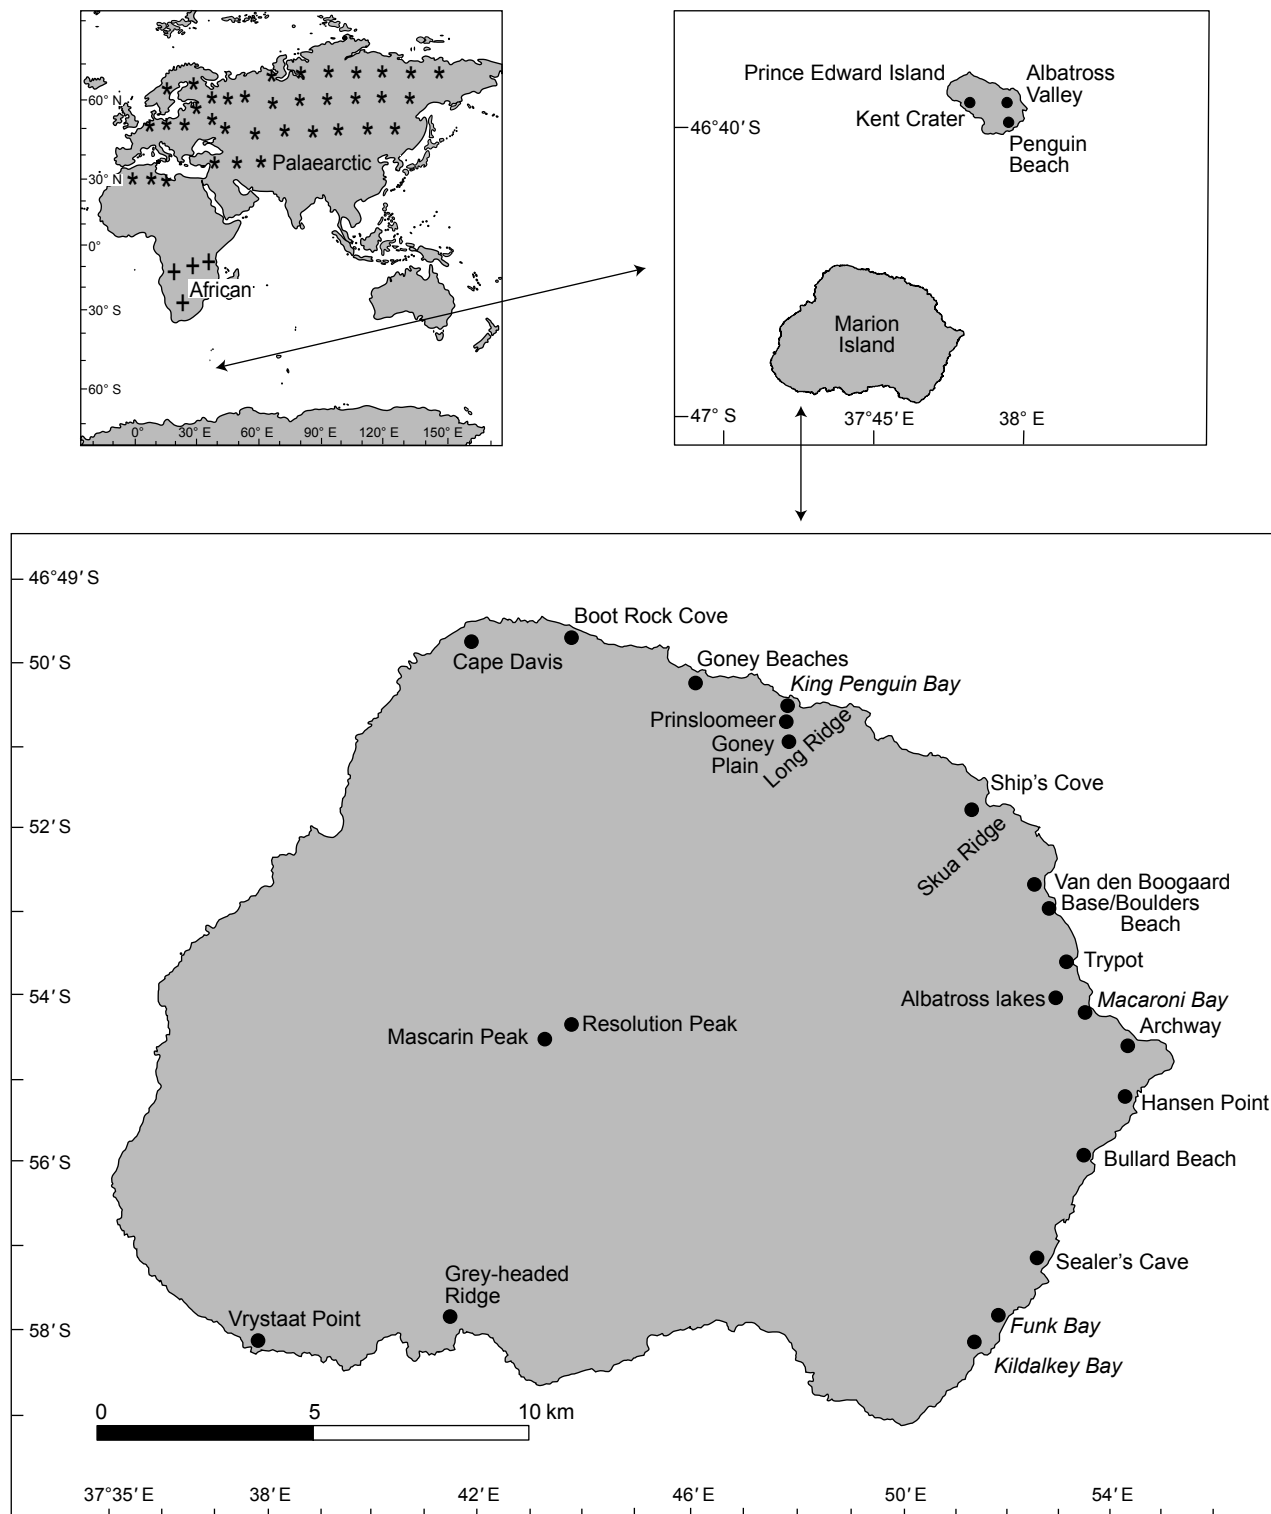 60° N
Palaearctic
30° N
0°
African
30° S
60° S
0°
30° E
60° E
90° E
120° E
150° E
Prince Edward Island
Albatross
Valley
Kent Crater
46°40′ S
Penguin
Beach
Marion
Island
47° S
37°45′ E
38° E
46°49′ S
Boot Rock Cove
50′ S
Cape Davis
Goney Beaches
King Penguin Bay
Prinsloomeer
Goney
Plain
Long Ridge
Ship's Cove
52′ S
Skua Ridge
Van den Boogaard
Base/Boulders
Beach
Trypot
54′ S
Albatross lakes
Macaroni Bay
Archway
Resolution Peak
Mascarin Peak
Hansen Point
56′ S
Bullard Beach
Sealer's Cave
Grey-headed
Ridge
Vrystaat Point
58′ S
Funk Bay
Kildalkey Bay
0
5
10 km
37°35′ E
38′ E
42′ E
46′ E
50′ E
54′ E